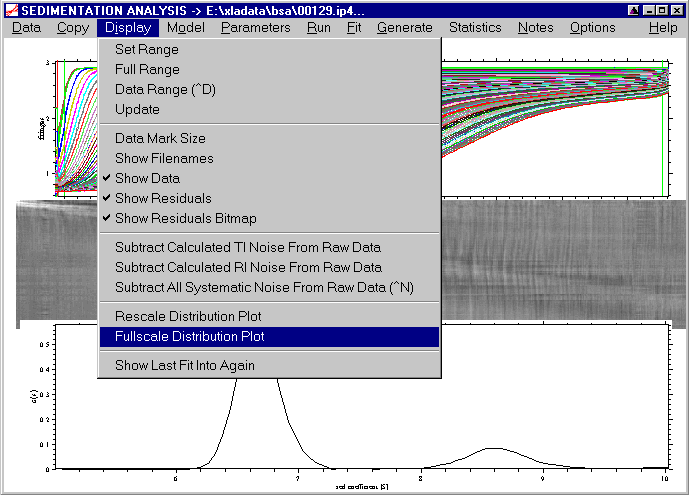 SEDIMENTATION ANALYSIS -> E:\xladata\bsa\00129.ip4...
Data Copy Display Model Parameters Run Fit Generate Statistics Notes Options Help
Set Range
Full Range
Data Range (^D)
Update
Data Mark Size
Show Filenames
Show Data
Show Residuals
Show Residuals Bitmap
Subtract Calculated TI Noise From Raw Data
Subtract Calculated RI Noise From Raw Data
Subtract All Systematic Noise From Raw Data (^N)
Rescale Distribution Plot
Fullscale Distribution Plot
Show Last Fit Into Again
3
2
1
fringes
0.5
0.4
0.3
0.2
0.1
0
c(s)
6 7 8 9 10
sed coefficient [S]